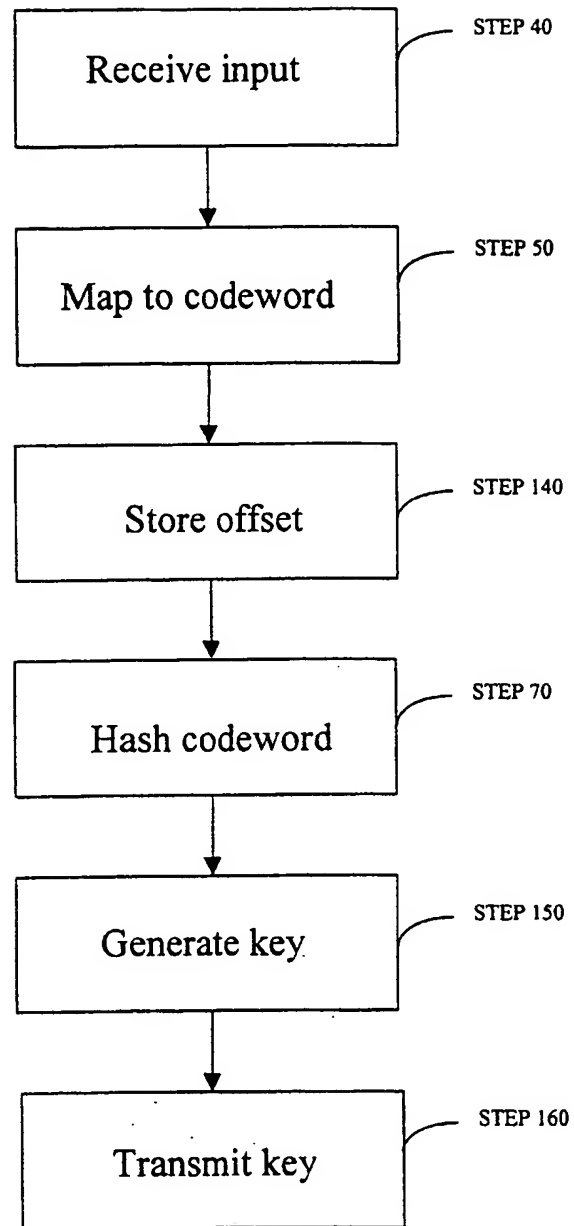 STEP 40
Receive input
STEP 50
Map to codeword
STEP 140
Store offset
STEP 70
Hash codeword
STEP 150
Generate key
STEP 160
Transmit key